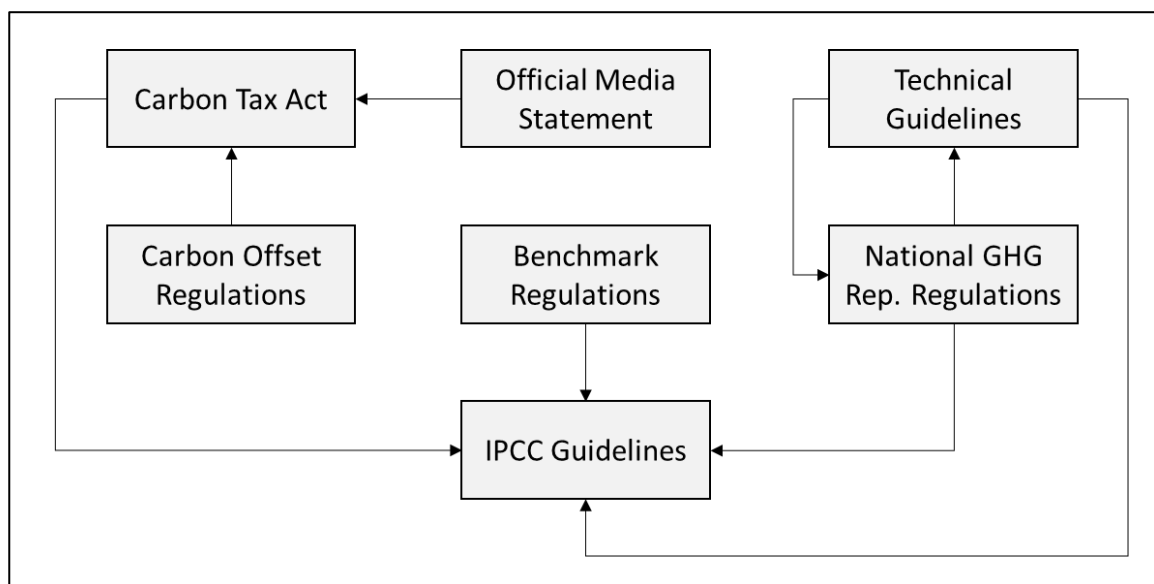 Carbon Tax Act
Official Media
Statement
Technical
Guidelines
Carbon Offset
Regulations
Benchmark
Regulations
National GHG
Rep. Regulations
IPCC Guidelines